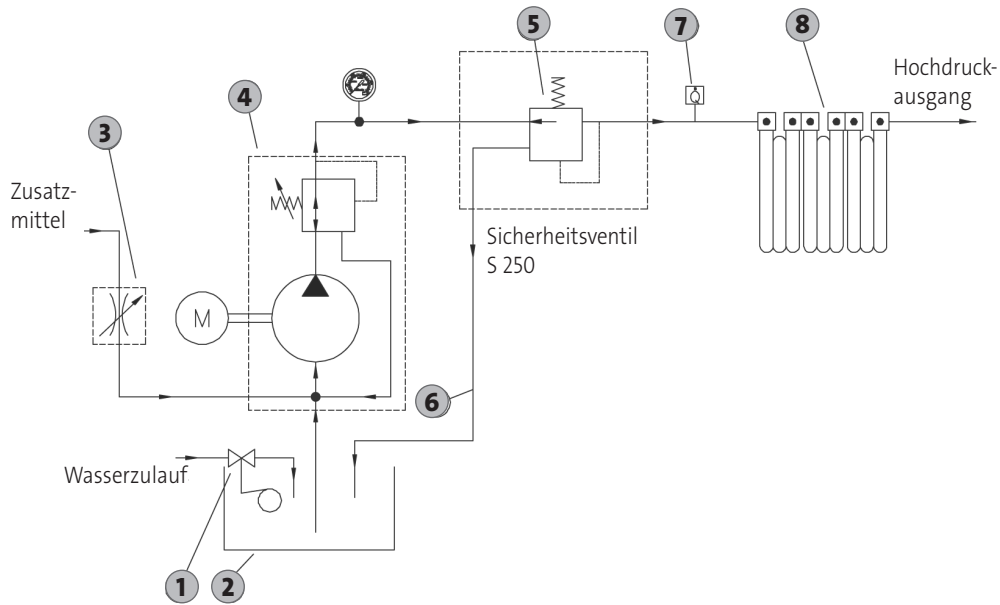 5
7
8
Hochdruck-
ausgang
4
3
Zusatz-
mittel
Sicherheitsventil
S 250
M
6
Wasserzulauf
1
2